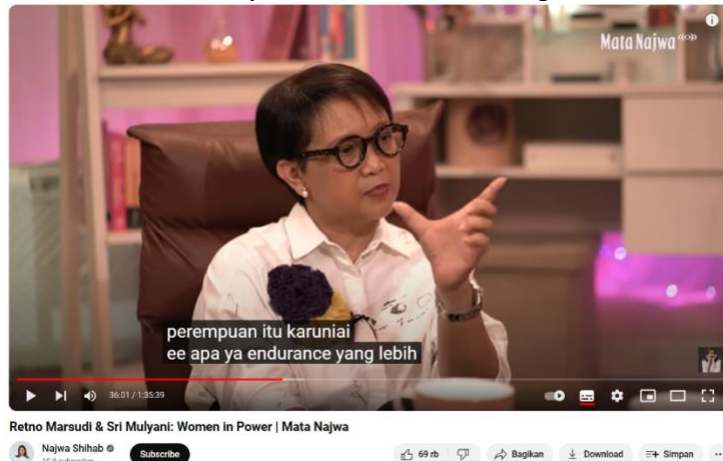 Mata Najwa
perempuan itu karuniai
ee apa ya endurance yang lebih
36:01 / 1:35:39
Retno Marsudi & Sri Mulyani: Women in Power | Mata Najwa
Najwa Shihab
Subscribe
69 rb
Bagikan
Download
Simpan